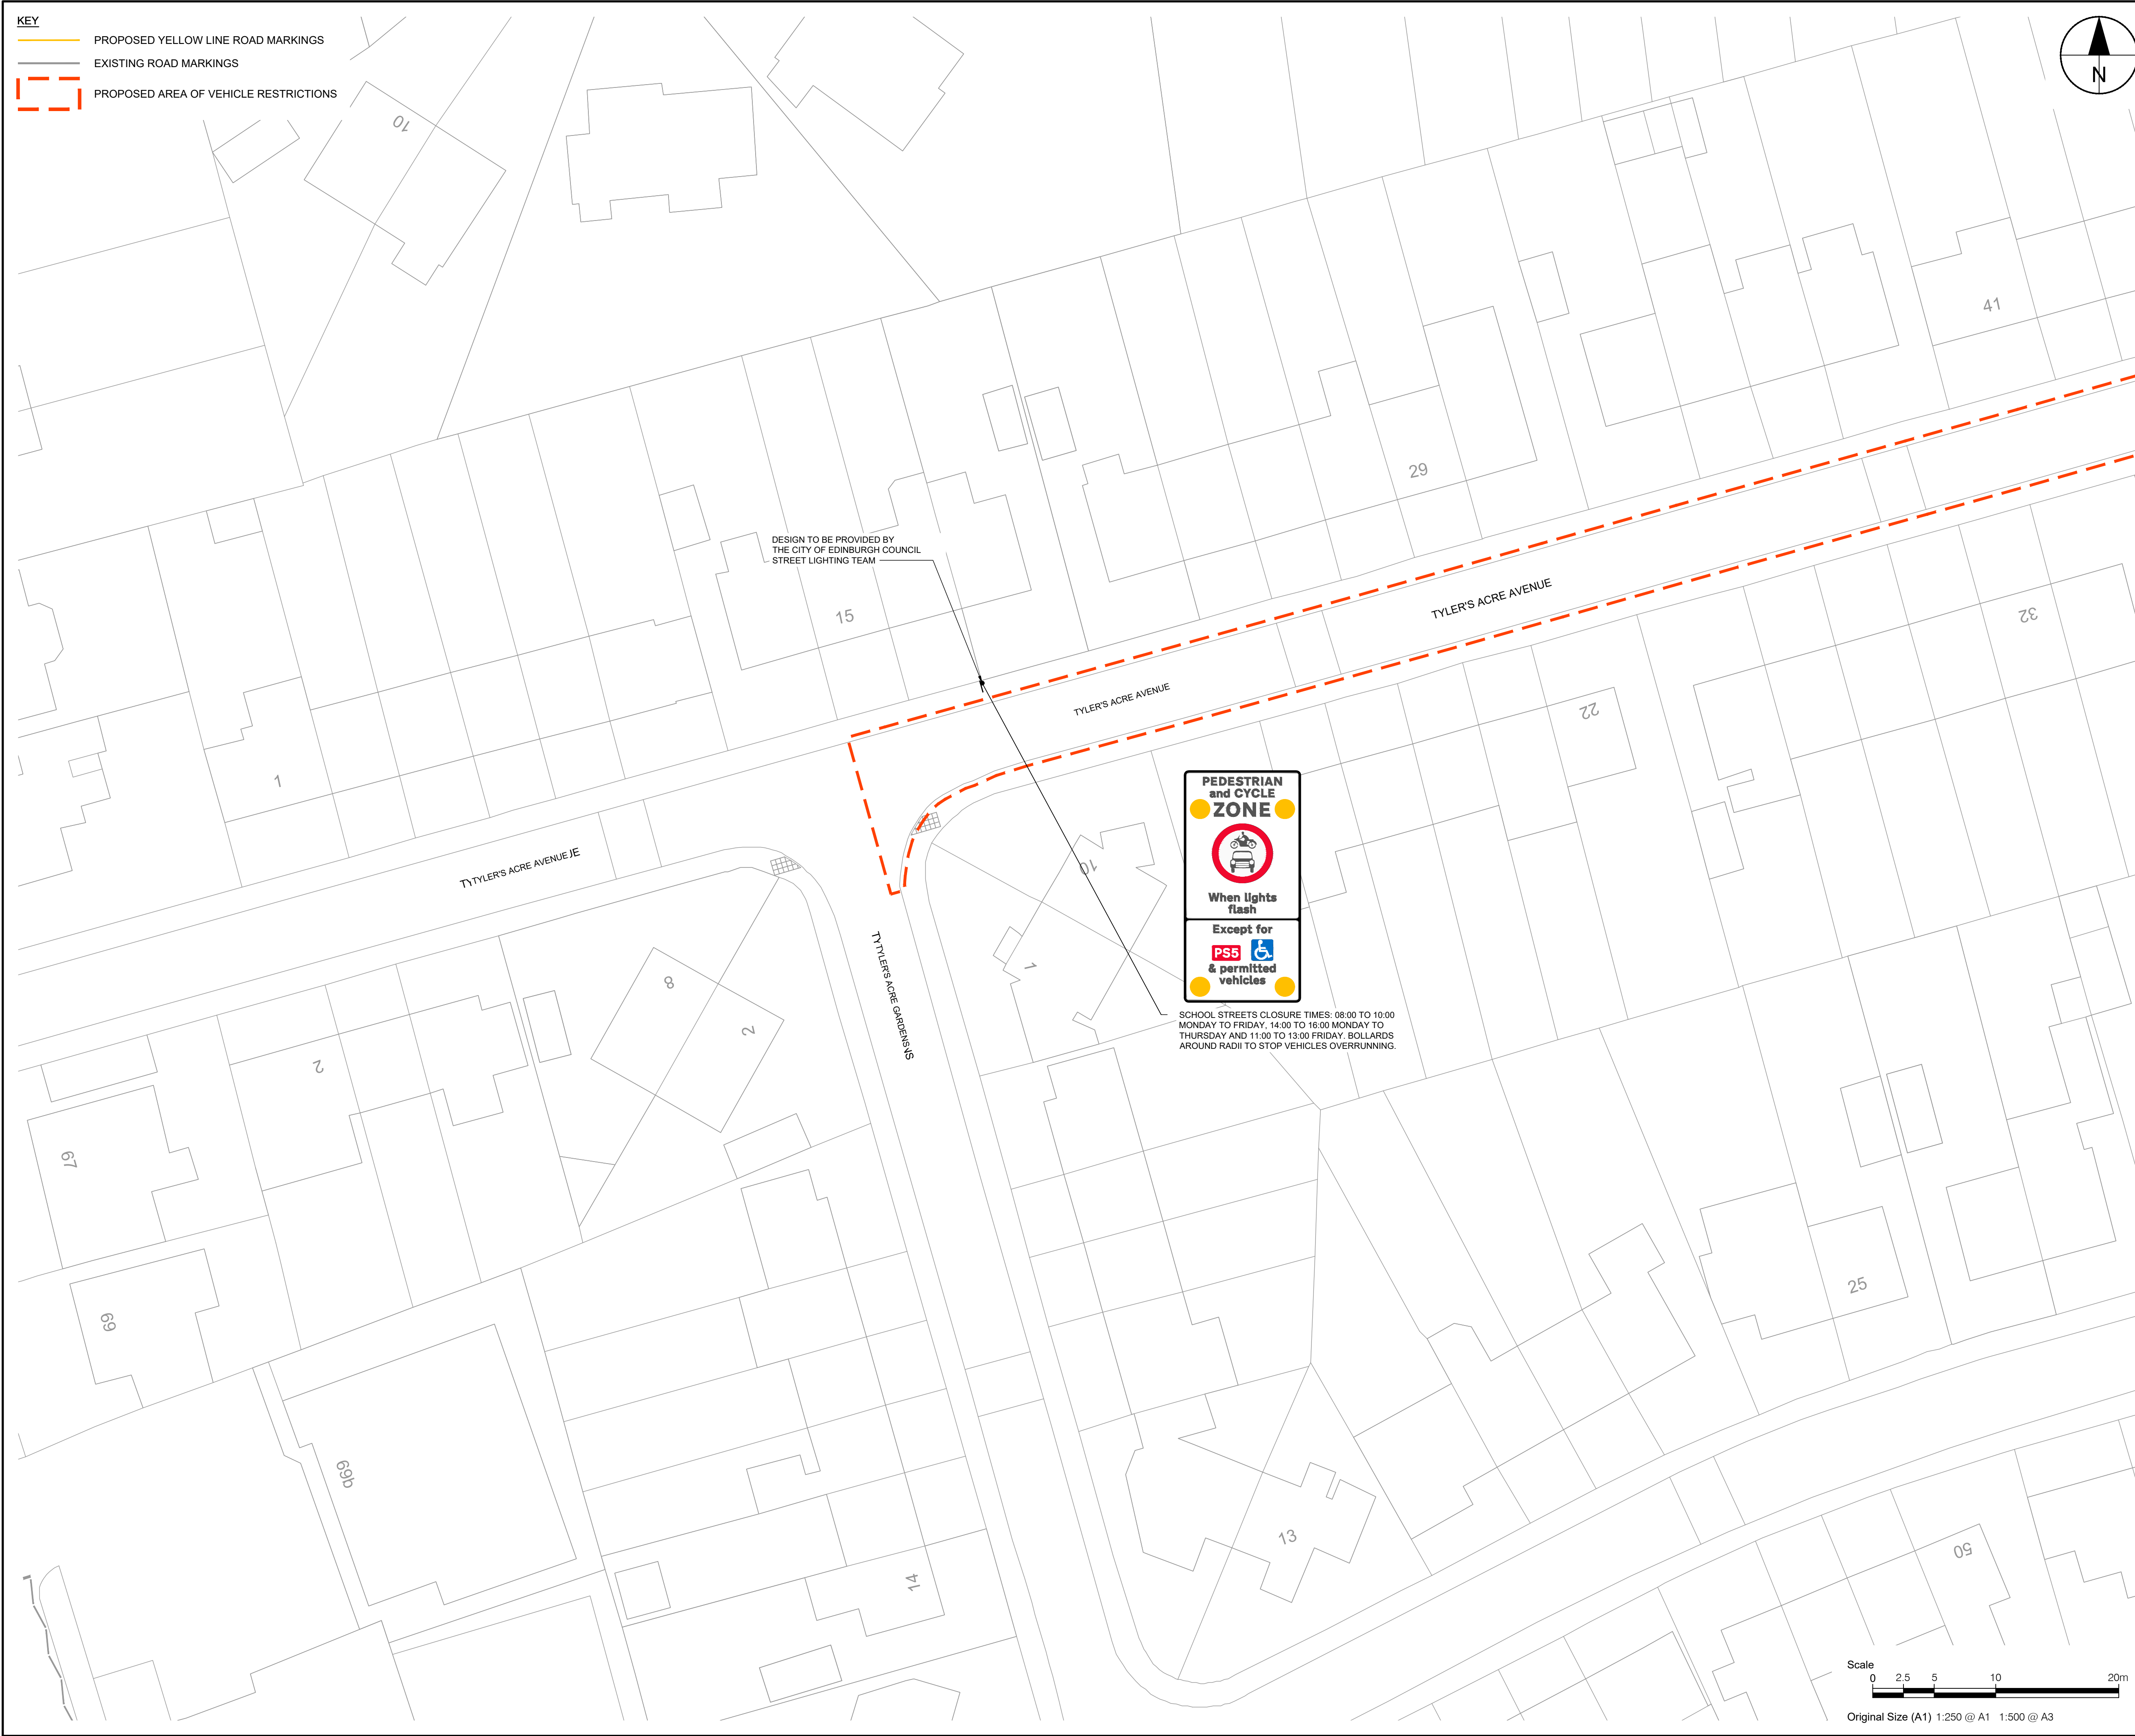 KEY
PROPOSED YELLOW LINE ROAD MARKINGS
EXISTING ROAD MARKINGS
PROPOSED AREA OF VEHICLE RESTRICTIONS
N
10
41
29
DESIGN TO BE PROVIDED BY
THE CITY OF EDINBURGH COUNCIL
STREET LIGHTING TEAM
15
TYLER'S ACRE AVENUE
32
TYLER'S ACRE AVENUE
22
1
PEDESTRIAN
and CYCLE
ZONE
When lights
flash
Except for
PS5
& permitted
vehicles
TYLER'S ACRE AVENUE
10
1
TYLER'S ACRE GARDENS
8
2
2
SCHOOL STREETS CLOSURE TIMES: 08:00 TO 10:00
MONDAY TO FRIDAY, 14:00 TO 16:00 MONDAY TO
THURSDAY AND 11:00 TO 13:00 FRIDAY. BOLLARDS
AROUND RADII TO STOP VEHICLES OVERRUNNING.
67
69
25
69b
13
50
14
Scale
0 2.5 5 10 20m
Original Size (A1) 1:250 @ A1 1:500 @ A3